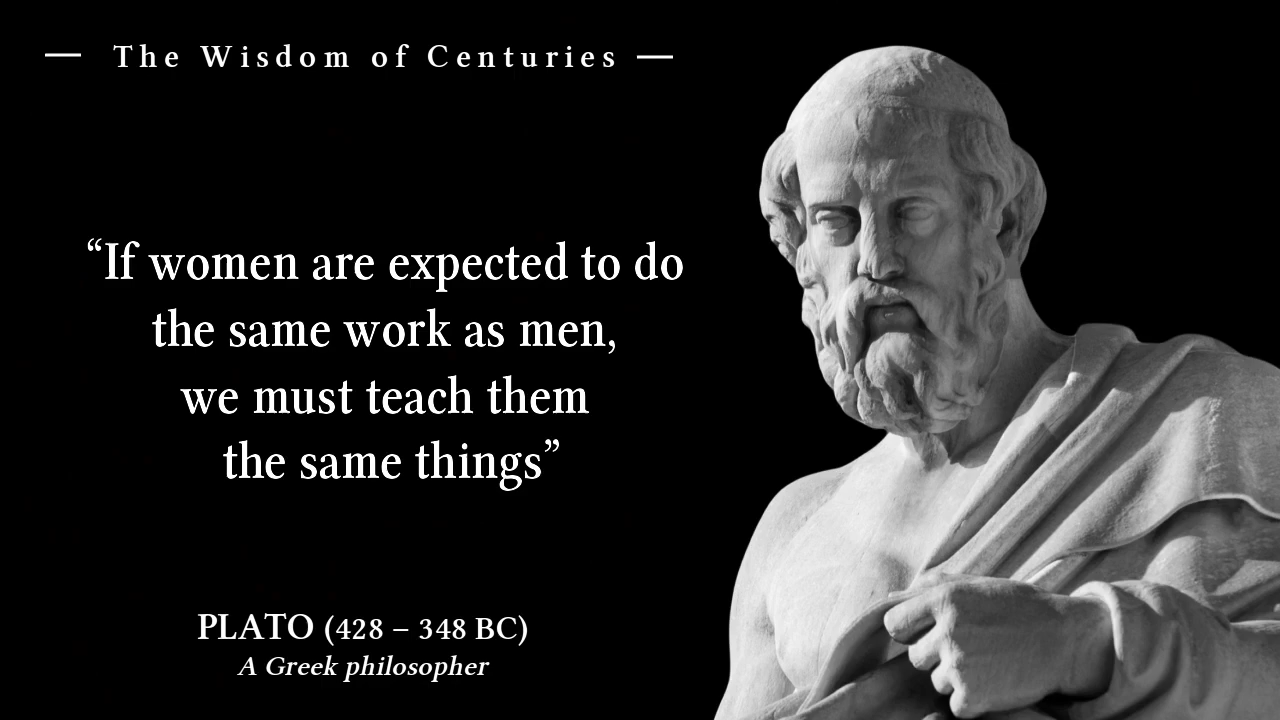 — The Wisdom of Centuries —
“If women are expected to do
the same work as men,
we must teach them
the same things”
PLATO (428 – 348 BC)
A Greek philosopher